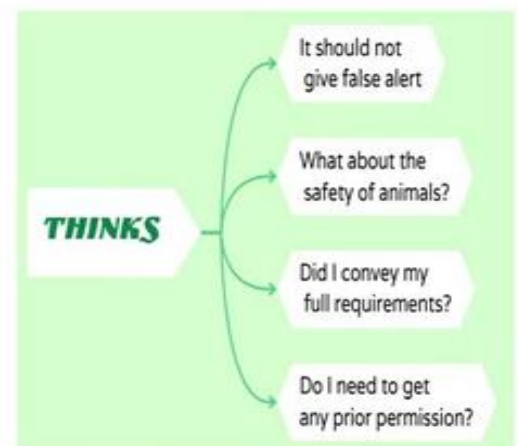 THINKS
It should not
give false alert
What about the
safety of animals?
Did I convey my
full requirements?
Do I need to get
any prior permission?